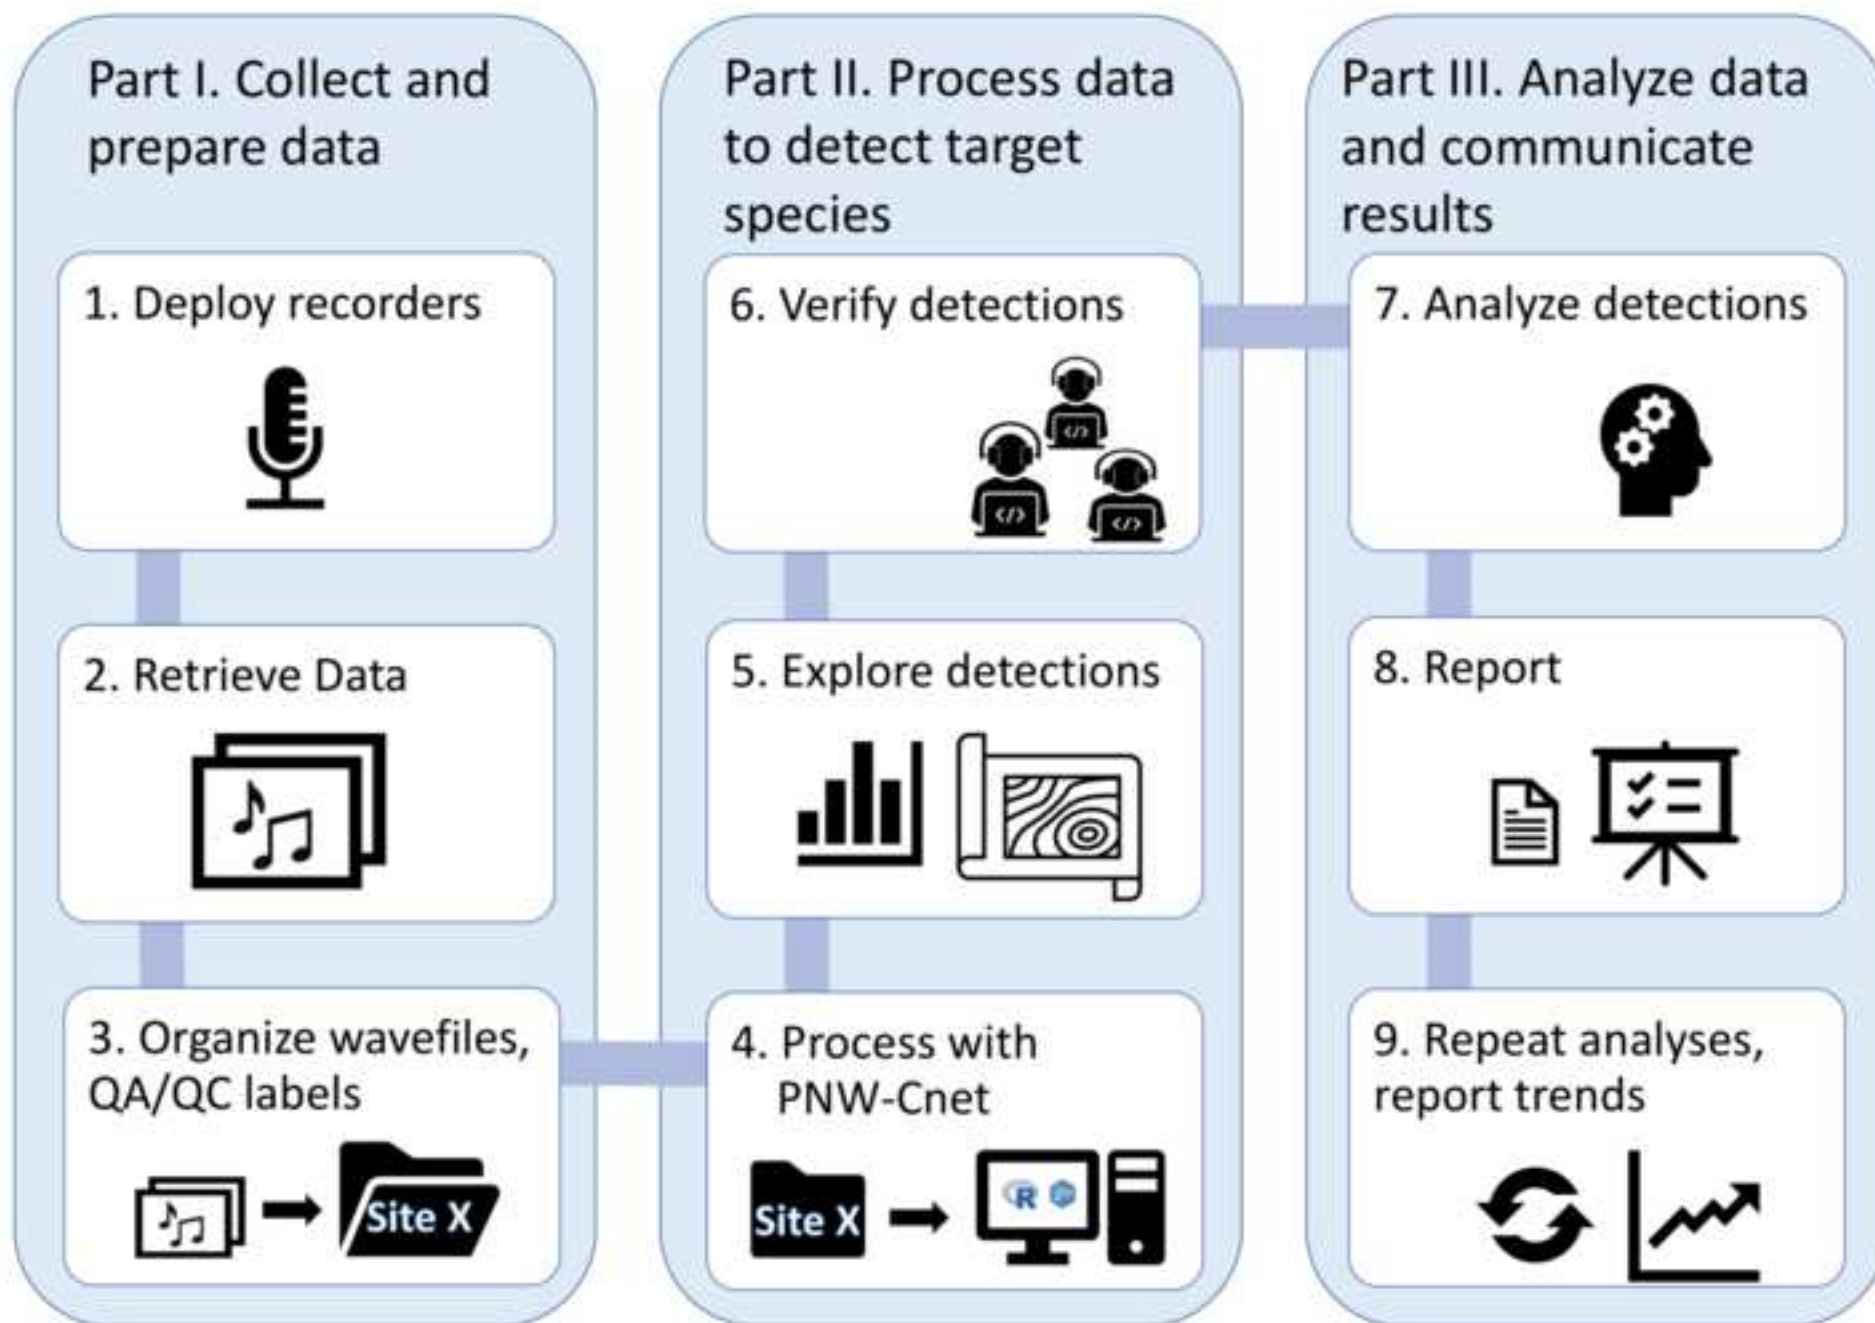 Part I. Collect and
prepare data
1. Deploy recorders
2. Retrieve Data
3. Organize wavefiles,
QA/QC labels
Site X
Part II. Process data
to detect target
species
6. Verify detections
</>
</>
</>
5. Explore detections
4. Process with
PNW-Cnet
Site X
R
Part III. Analyze data
and communicate
results
7. Analyze detections
8. Report
9. Repeat analyses,
report trends